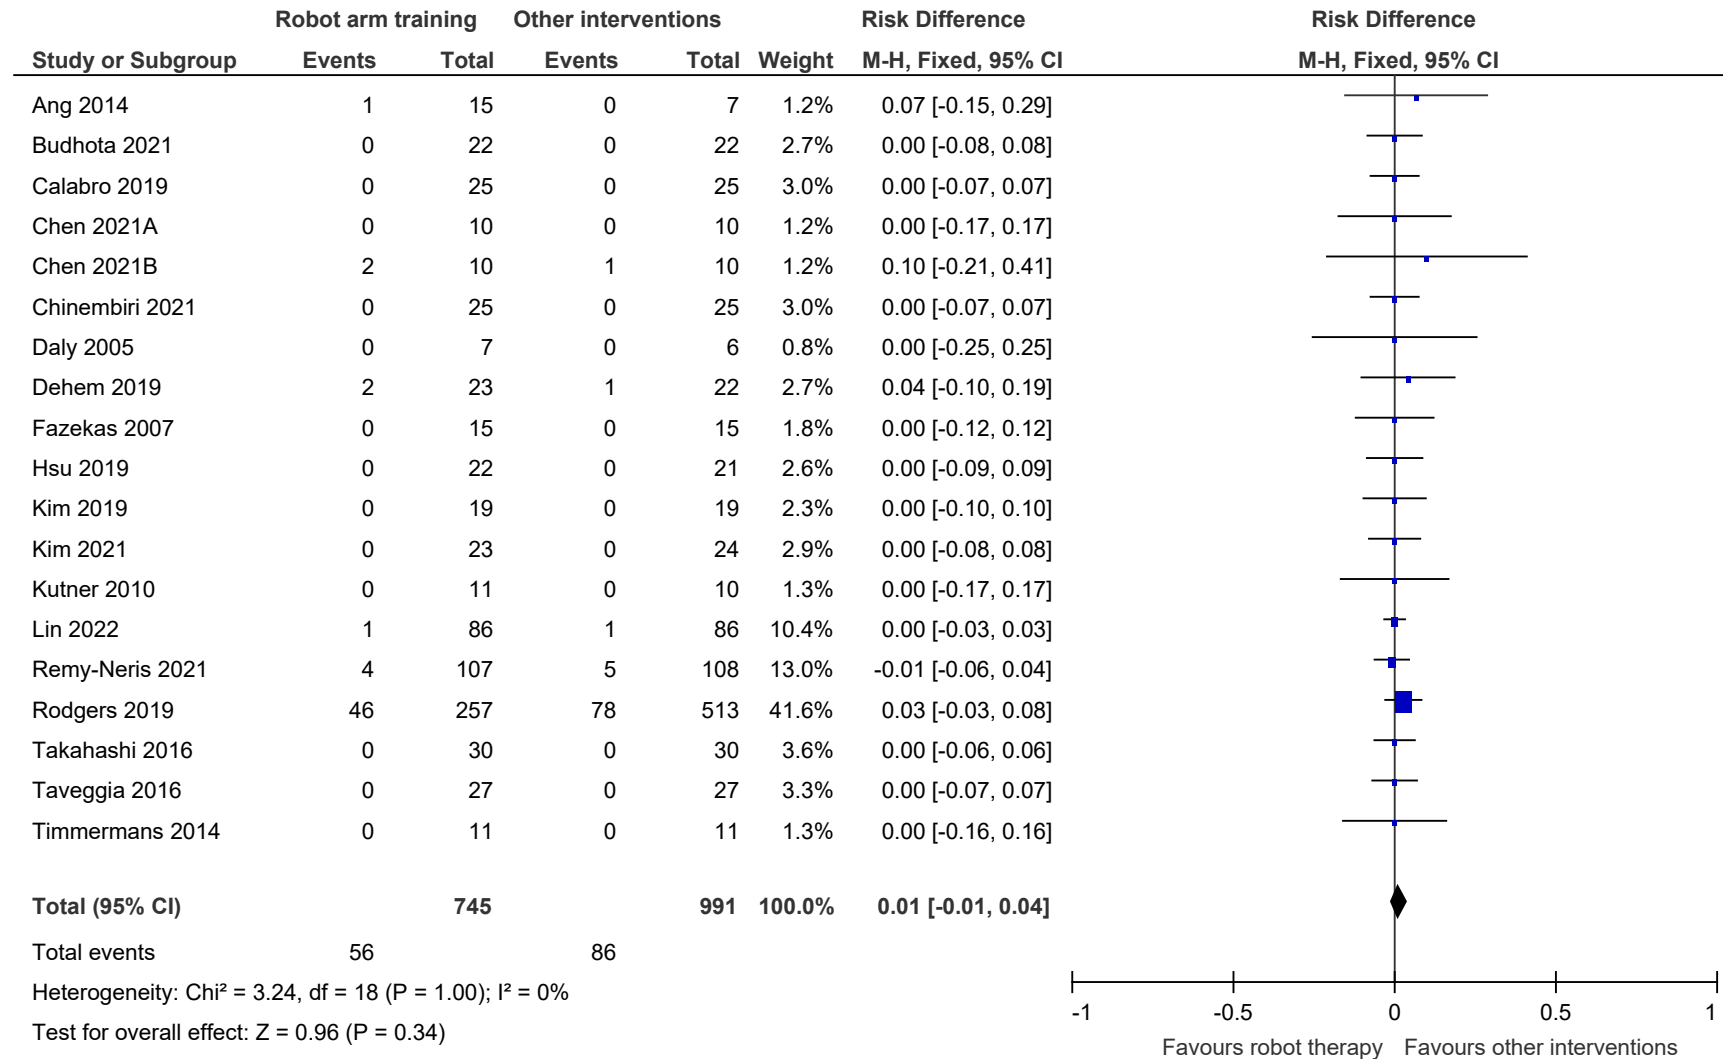 Robot arm training Other interventions Risk Difference Risk Difference
Study or Subgroup Events Total Events Total Weight M-H, Fixed, 95% CI M-H, Fixed, 95% CI
Ang 2014 1 15 0 7 1.2% 0.07 [-0.15, 0.29]
Budhota 2021 0 22 0 22 2.7% 0.00 [-0.08, 0.08]
Calabro 2019 0 25 0 25 3.0% 0.00 [-0.07, 0.07]
Chen 2021A 0 10 0 10 1.2% 0.00 [-0.17, 0.17]
Chen 2021B 2 10 1 10 1.2% 0.10 [-0.21, 0.41]
Chinembiri 2021 0 25 0 25 3.0% 0.00 [-0.07, 0.07]
Daly 2005 0 7 0 6 0.8% 0.00 [-0.25, 0.25]
Dehem 2019 2 23 1 22 2.7% 0.04 [-0.10, 0.19]
Fazekas 2007 0 15 0 15 1.8% 0.00 [-0.12, 0.12]
Hsu 2019 0 22 0 21 2.6% 0.00 [-0.09, 0.09]
Kim 2019 0 19 0 19 2.3% 0.00 [-0.10, 0.10]
Kim 2021 0 23 0 24 2.9% 0.00 [-0.08, 0.08]
Kutner 2010 0 11 0 10 1.3% 0.00 [-0.17, 0.17]
Lin 2022 1 86 1 86 10.4% 0.00 [-0.03, 0.03]
Remy-Neris 2021 4 107 5 108 13.0% -0.01 [-0.06, 0.04]
Rodgers 2019 46 257 78 513 41.6% 0.03 [-0.03, 0.08]
Takahashi 2016 0 30 0 30 3.6% 0.00 [-0.06, 0.06]
Taveggia 2016 0 27 0 27 3.3% 0.00 [-0.07, 0.07]
Timmermans 2014 0 11 0 11 1.3% 0.00 [-0.16, 0.16]
Total (95% CI) 745 991 100.0% 0.01 [-0.01, 0.04]
Total events 56 86
Heterogeneity: Chi² = 3.24, df = 18 (P = 1.00); I² = 0%
Test for overall effect: Z = 0.96 (P = 0.34)
-1 -0.5 0 0.5 1
Favours robot therapy Favours other interventions